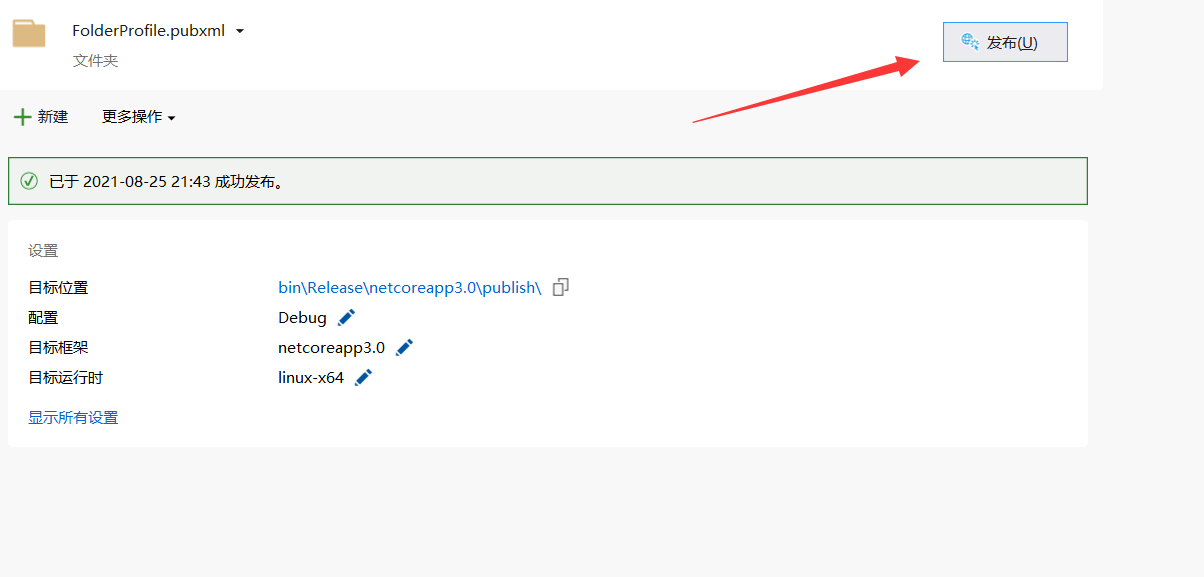 FolderProfile.pubxml
发布(U)
文件夹
新建 更多操作
已于 2021-08-25 21:43 成功发布。
设置
目标位置 bin\Release\netcoreapp3.0\publish\
配置 Debug
目标框架 netcoreapp3.0
目标运行时 linux-x64
显示所有设置